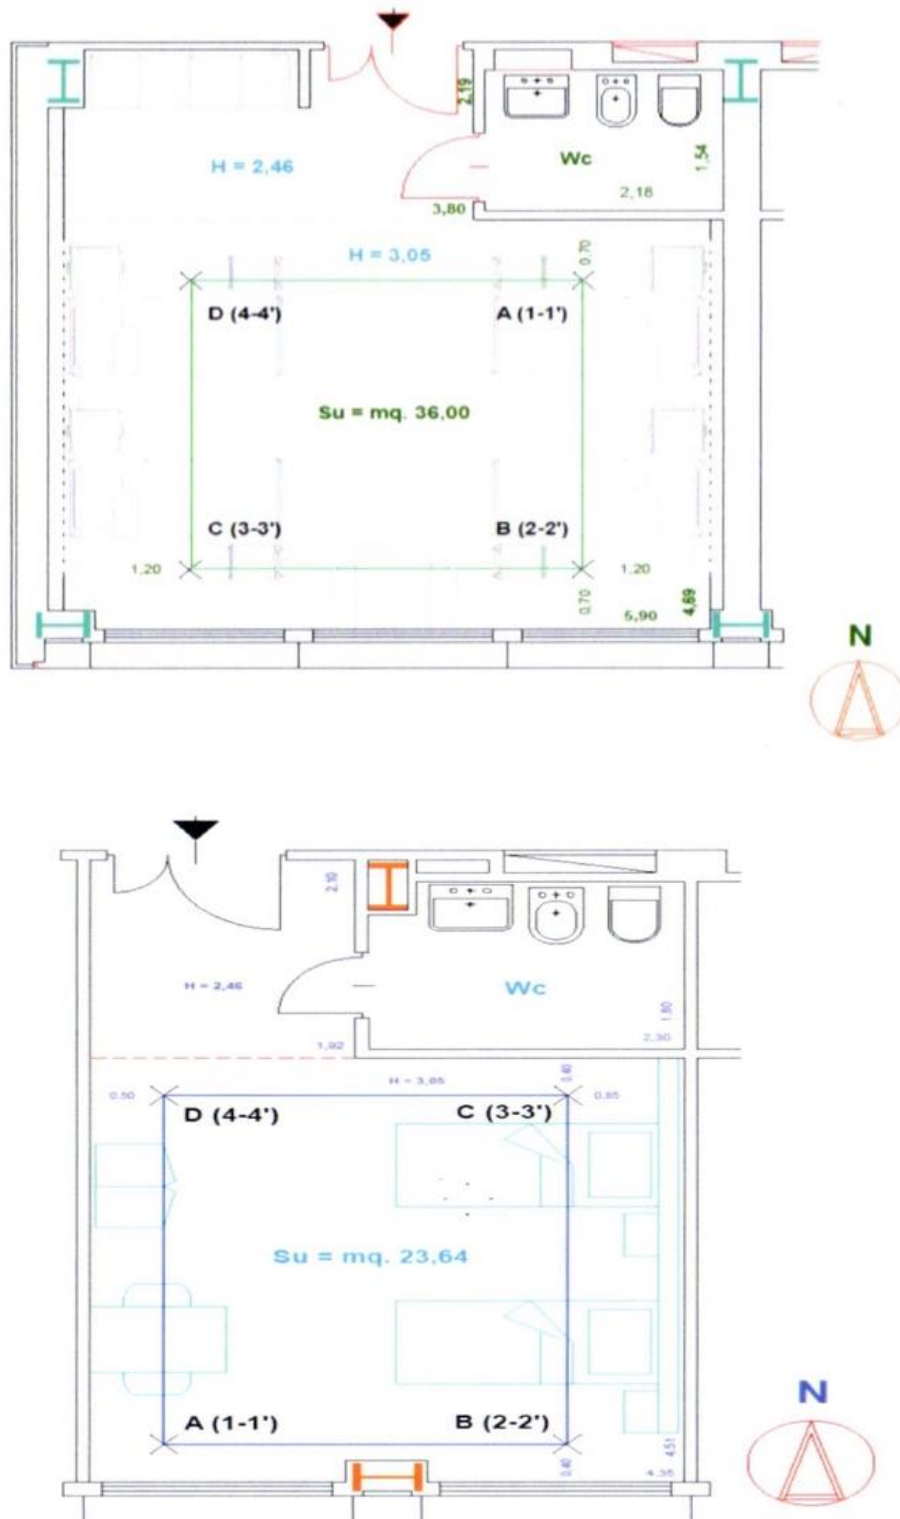 2,19
H = 2,46
Wc
1,54
2,18
3,80
H = 3,05
0,70
D (4-4')
A (1-1')
Su = mq. 36,00
C (3-3')
B (2-2')
1,20
1,20
0,70
5,90
4,69
N
2.10
H = 2,46
Wc
1,80
2,30
1,92
H = 3,05
0,40
0,50
0,85
D (4-4')
C (3-3')
Su = mq. 23,64
N
A (1-1')
B (2-2')
4,51
0,40
4,35